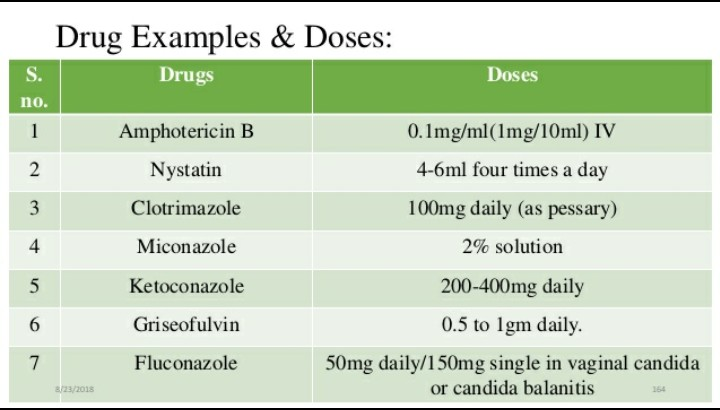 Drug Examples & Doses:
S. no. Drugs Doses
1 Amphotericin B 0.1mg/ml(1mg/10ml) IV
2 Nystatin 4-6ml four times a day
3 Clotrimazole 100mg daily (as pessary)
4 Miconazole 2% solution
5 Ketoconazole 200-400mg daily
6 Griseofulvin 0.5 to 1gm daily.
7 Fluconazole 50mg daily/150mg single in vaginal candida
or candida balanitis
8/23/2018 164